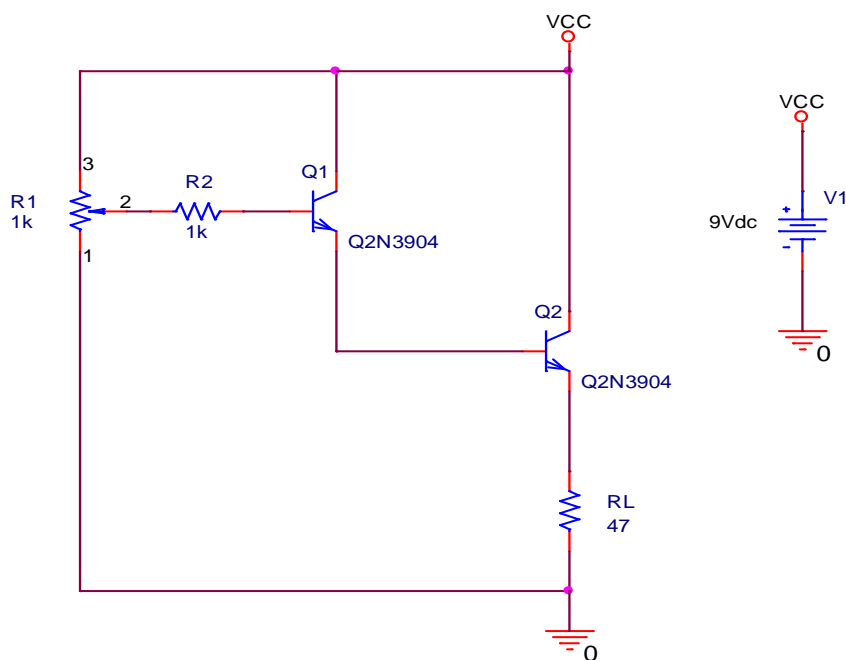 VCC
VCC
3
Q1
R2
R1
1k
2
V1
+
9Vdc
1k
Q2N3904
-
1
Q2
0
Q2N3904
RL
47
0